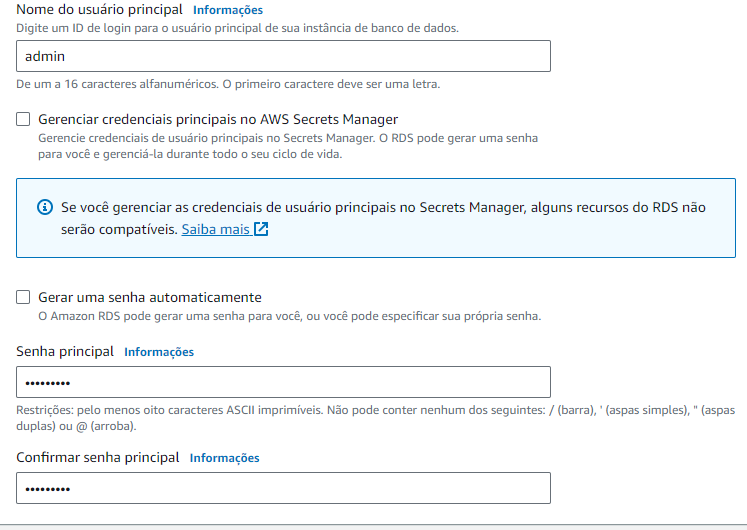 Nome do usuário principal Informações
Digite um ID de login para o usuário principal de sua instância de banco de dados.
admin
De um a 16 caracteres alfanuméricos. O primeiro caractere deve ser uma letra.
Gerenciar credenciais principais no AWS Secrets Manager
Gerencie credenciais de usuário principais no Secrets Manager. O RDS pode gerar uma senha
para você e gerenciá-la durante todo o seu ciclo de vida.
Se você gerenciar as credenciais de usuário principais no Secrets Manager, alguns recursos do RDS não
serão compatíveis. Saiba mais
Gerar uma senha automaticamente
O Amazon RDS pode gerar uma senha para você, ou você pode especificar sua própria senha.
Senha principal Informações
•••••••••
Restrições: pelo menos oito caracteres ASCII imprimíveis. Não pode conter nenhum dos seguintes: / (barra), ' (aspas simples), " (aspas
duplas) ou @ (arroba).
Confirmar senha principal Informações
•••••••••